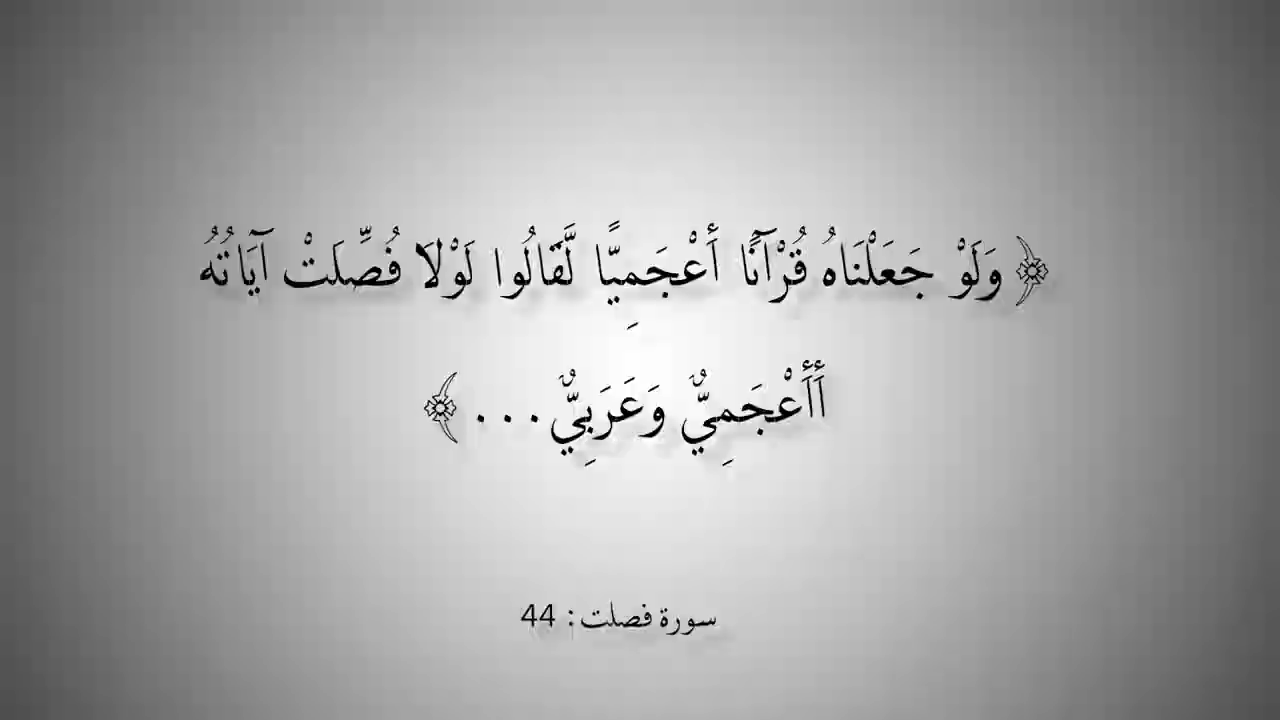 ﴿ وَلَوْ جَعَلْنَاهُ قُرْآنًا أَعْجَمِيًّا لَّقَالُوا لَوْلَا فُصِّلَتْ آيَاتُهُ
أَأَعْجَمِيٌّ وَعَرَبِيٌّ... ﴾
سورة فصلت: 44